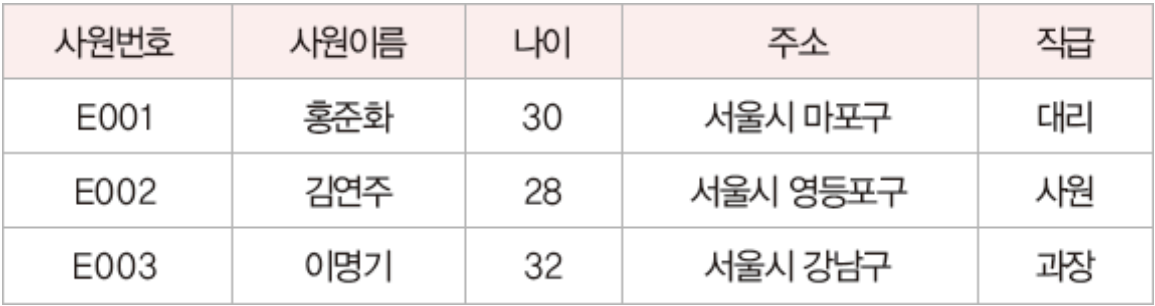 사원번호 사원이름 나이 주소 직급
E001 홍준화 30 서울시 마포구 대리
E002 김연주 28 서울시 영등포구 사원
E003 이명기 32 서울시 강남구 과장